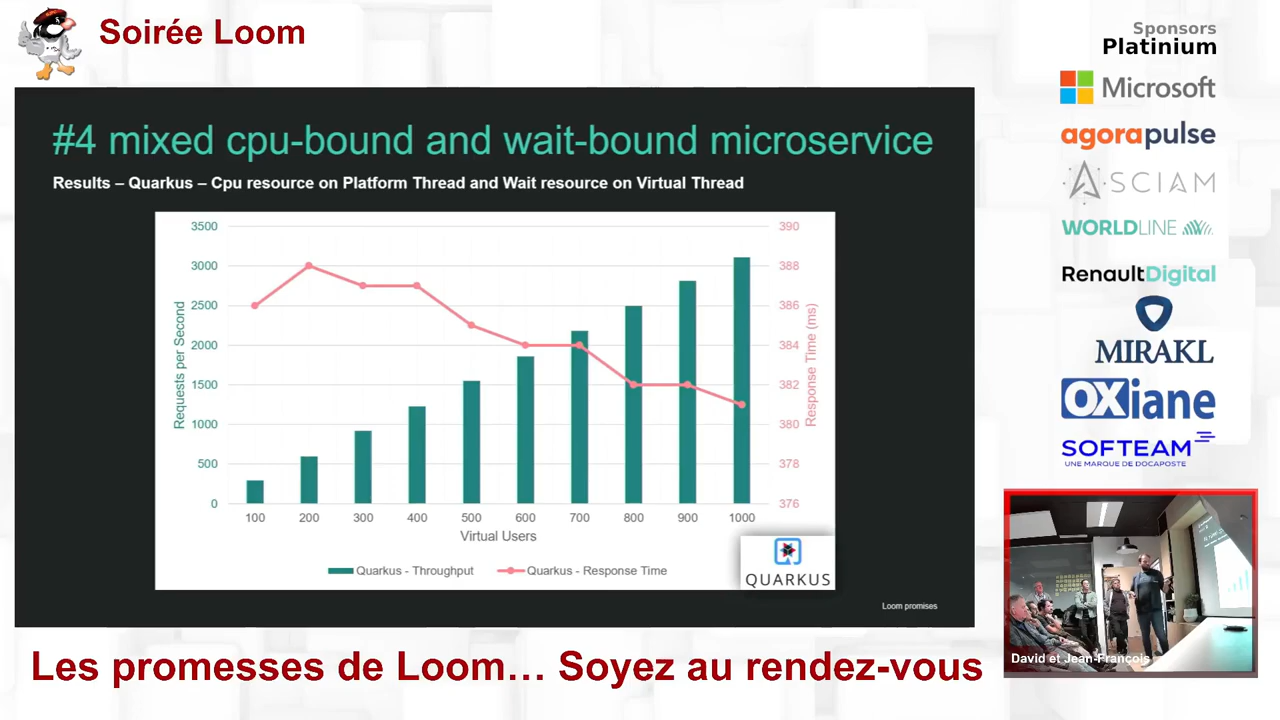 Soirée Loom
Sponsors
Platinium
Microsoft
agorapulse
ASCIAM
WORLDLINE
RenaultDigital
MIRAKL
OXiane
SOFTEAM
UNE MARQUE DE DOCAPOSTE
#4 mixed cpu-bound and wait-bound microservice
Results – Quarkus – Cpu resource on Platform Thread and Wait resource on Virtual Thread
3500 390
3000 388
2500 386
2000 384
1500 382
1000 380
500 378
0 376
Requests per Second
Response Time (ms)
100 200 300 400 500 600 700 800 900 1000
Virtual Users
Quarkus - Throughput Quarkus - Response Time
QUARKUS
Loom promises
David et Jean-François
Les promesses de Loom… Soyez au rendez-vous